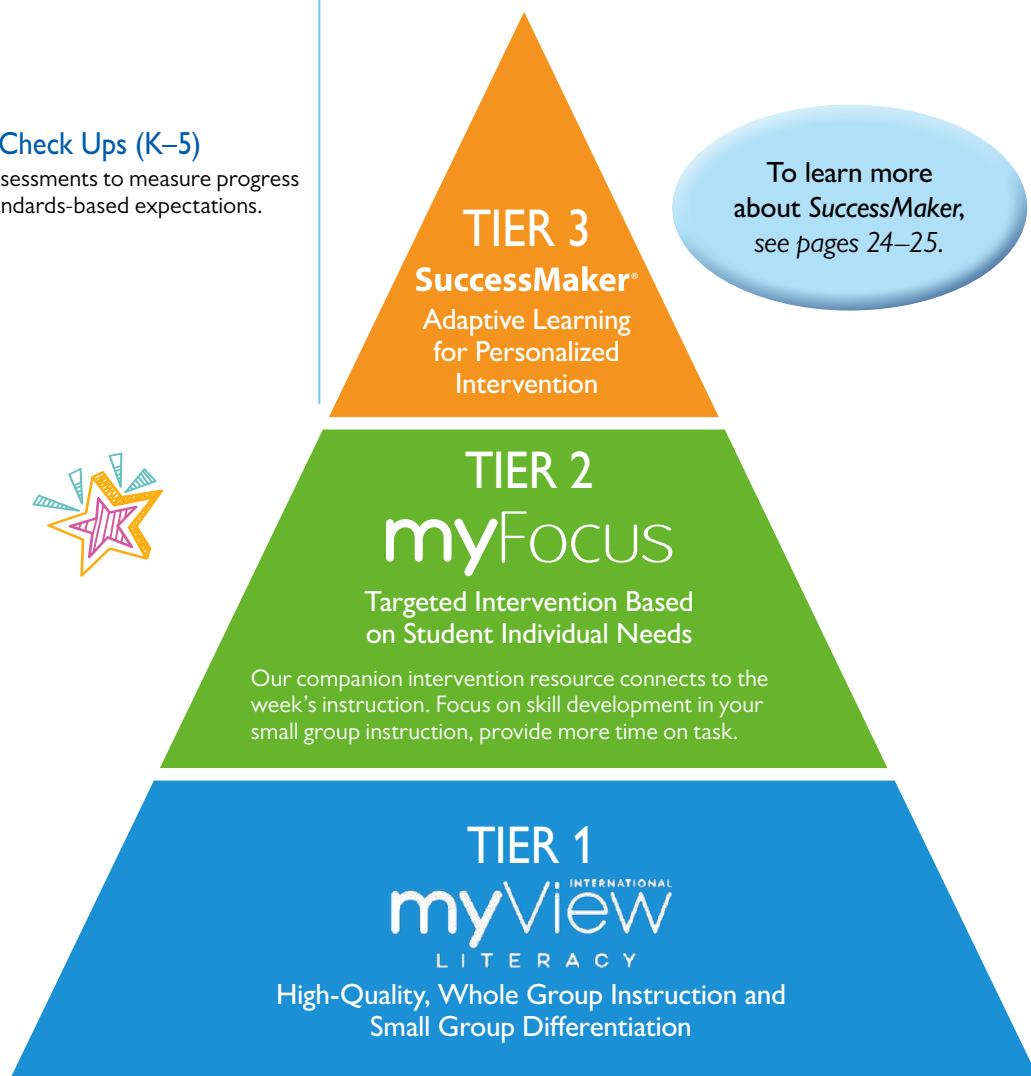 Check Ups (K–5)
sessments to measure progress
ndards-based expectations.
To learn more
about SuccessMaker,
see pages 24–25.
TIER 3
SuccessMaker®
Adaptive Learning
for Personalized
Intervention
TIER 2
myFocus
Targeted Intervention Based
on Student Individual Needs
Our companion intervention resource connects to the
week’s instruction. Focus on skill development in your
small group instruction, provide more time on task.
TIER 1
INTERNATIONAL
myView
LITERACY
High-Quality, Whole Group Instruction and
Small Group Differentiation